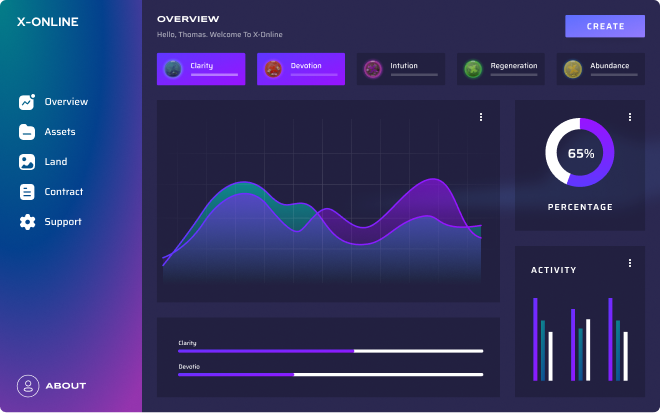 X-ONLINE
Overview
Assets
Land
Contract
Support
ABOUT
OVERVIEW
Hello, Thomas. Welcome To X-Online
CREATE
Clarity
Devotion
Intution
Regeneration
Abundance
65%
PERCENTAGE
ACTIVITY
Clarity
Devotio